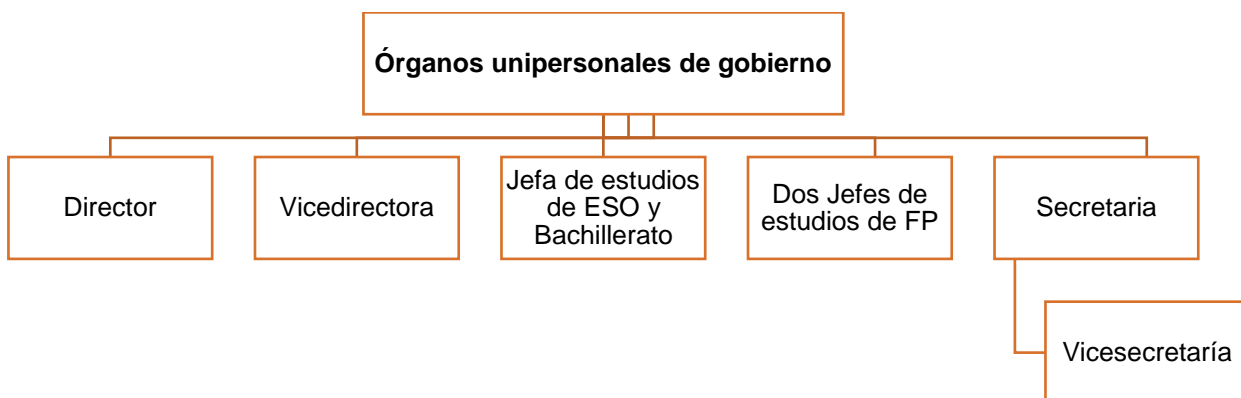 Órganos unipersonales de gobierno
Director
Vicedirectora
Jefa de estudios
de ESO y
Bachillerato
Dos Jefes de
estudios de FP
Secretaria
Vicesecretaría